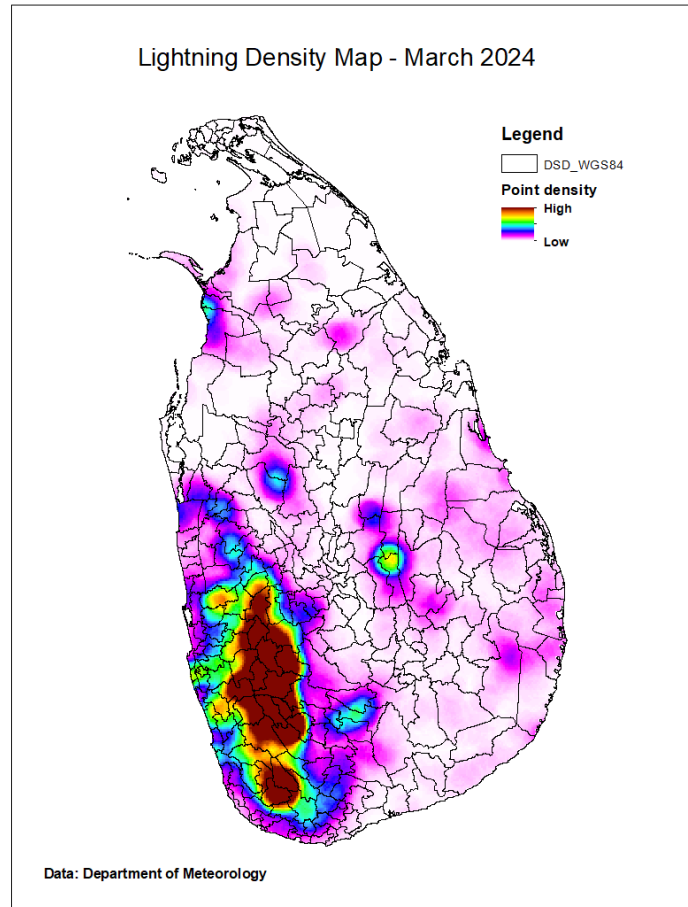 Lightning Density Map - March 2024
Legend
DSD_WGS84
Point density
High
Low
Data: Department of Meteorology